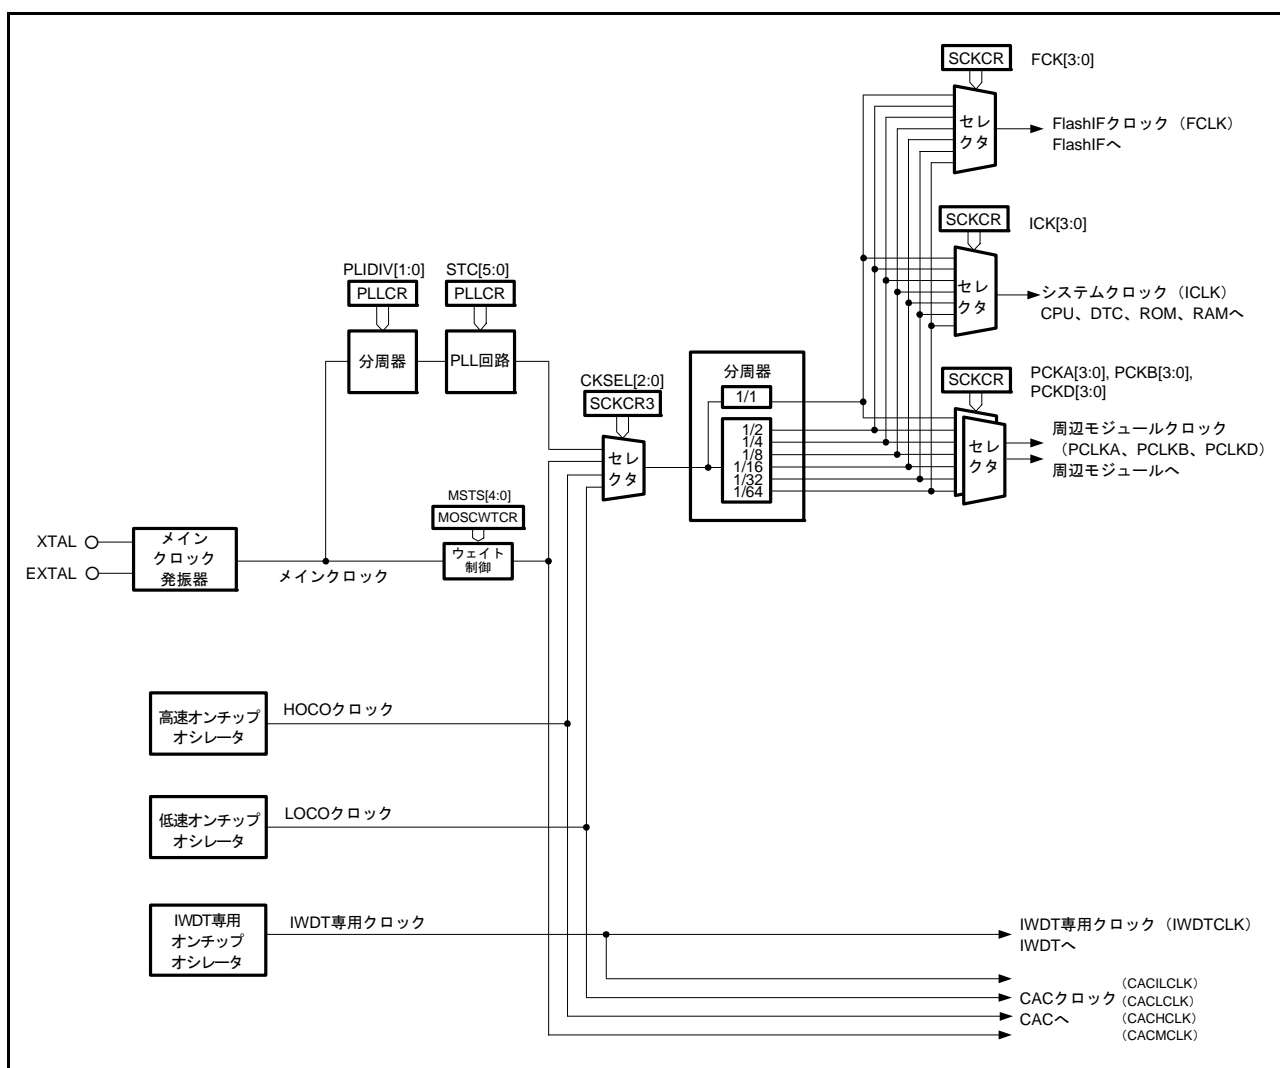 SCKCR
FCK[3:0]
セレ
クタ
FlashIFクロック（FCLK）
FlashIFへ
SCKCR
ICK[3:0]
セレ
クタ
システムクロック（ICLK）
CPU、DTC、ROM、RAMへ
PLIDIV[1:0]
STC[5:0]
PLLCR
PLLCR
分周器
PLL回路
CKSEL[2:0]
SCKCR3
セレ
クタ
分周器
1/1
1/2
1/4
1/8
1/16
1/32
1/64
SCKCR
PCKA[3:0], PCKB[3:0],
PCKD[3:0]
セレ
クタ
周辺モジュールクロック
（PCLKA、PCLKB、PCLKD）
周辺モジュールへ
MSTS[4:0]
MOSCWTCR
ウェイト
制御
XTAL
EXTAL
メイン
クロック
発振器
メインクロック
高速オンチップ
オシレータ
HOCOクロック
低速オンチップ
オシレータ
LOCOクロック
IWDT専用
オンチップ
オシレータ
IWDT専用クロック
IWDT専用クロック（IWDTCLK）
IWDTへ
（CACILCLK）
CACクロック（CACLCLK）
CACへ（CACHCLK）
（CACMCLK）